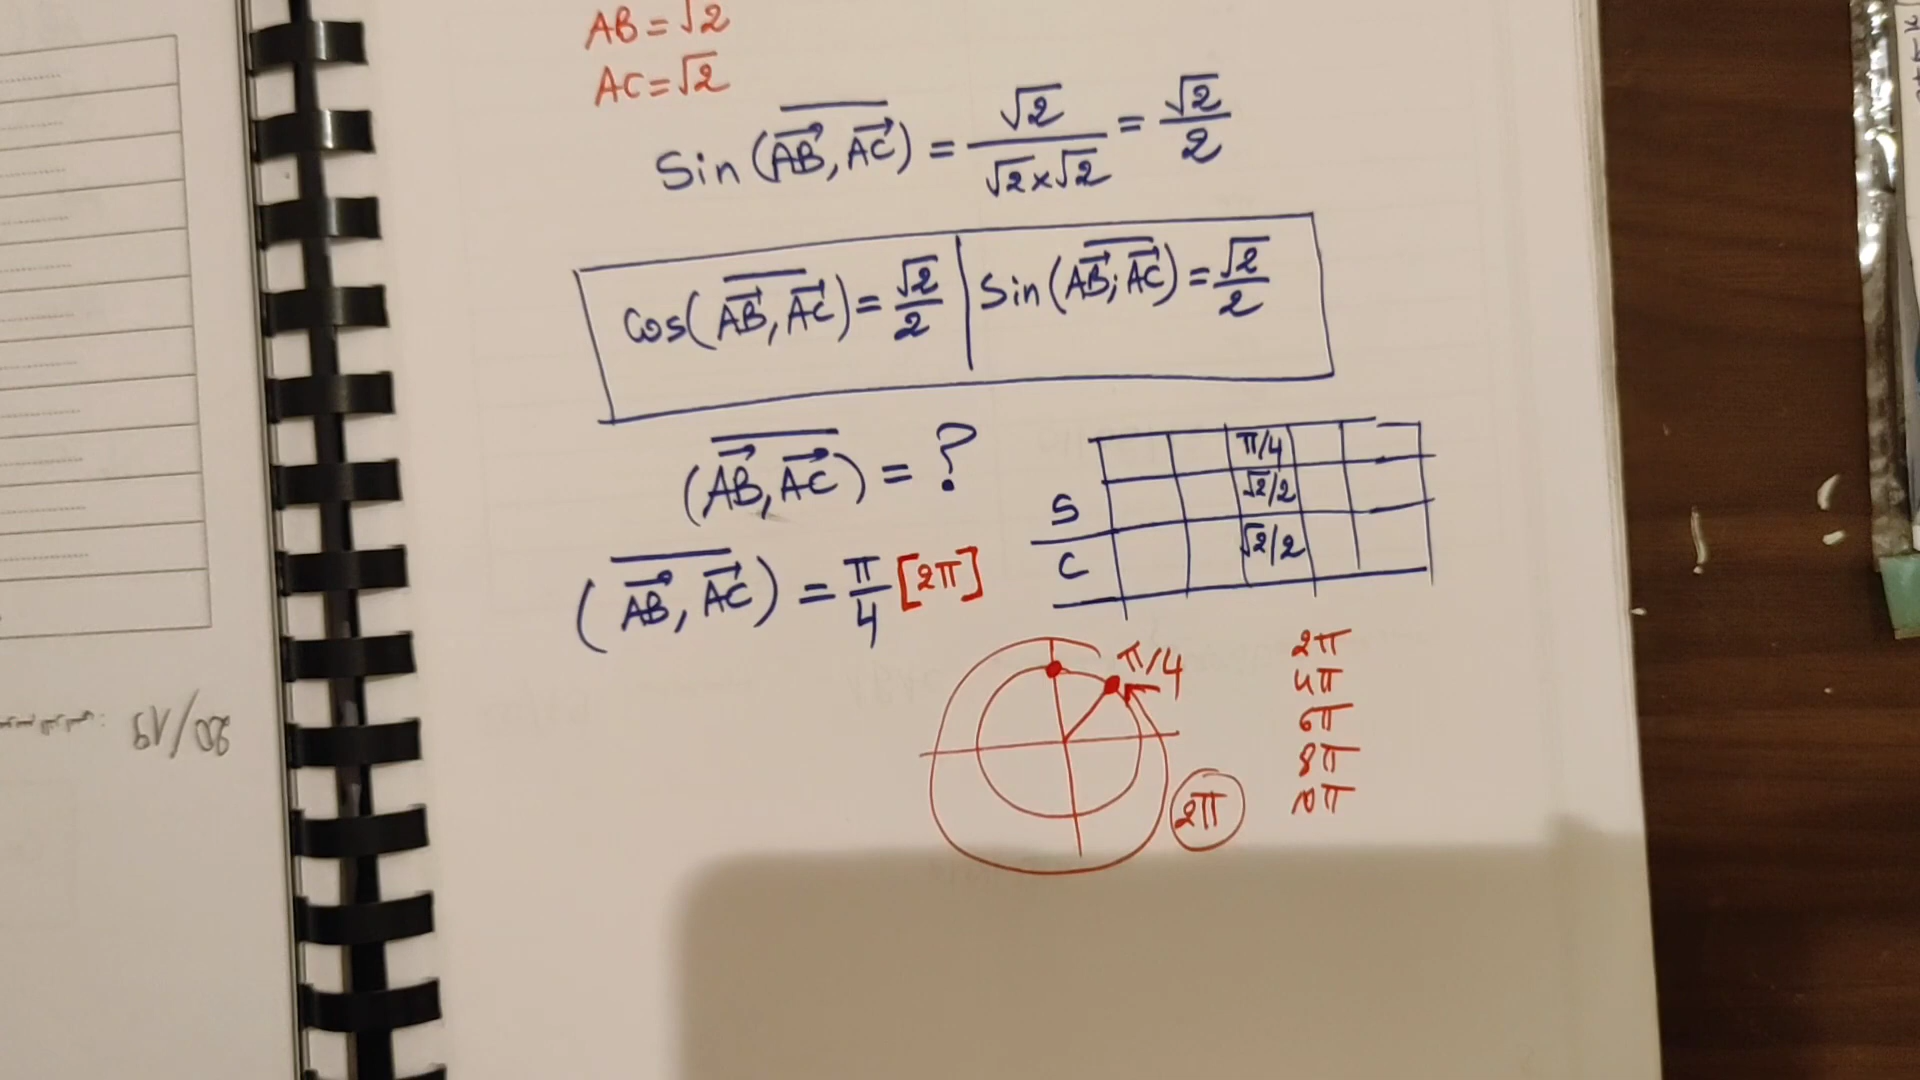 AB = √2
AC = √2
Sin(AB, AC) = √2 / (√2×√2) = √2/2
Cos(AB, AC) = √2/2 | Sin(AB; AC) = √2/2
(AB, AC) = ?
π/4
S √2/2
C √2/2
(AB, AC) = π/4 [2π]
π/4
2π
2π
4π
6π
8π
10π
20/19